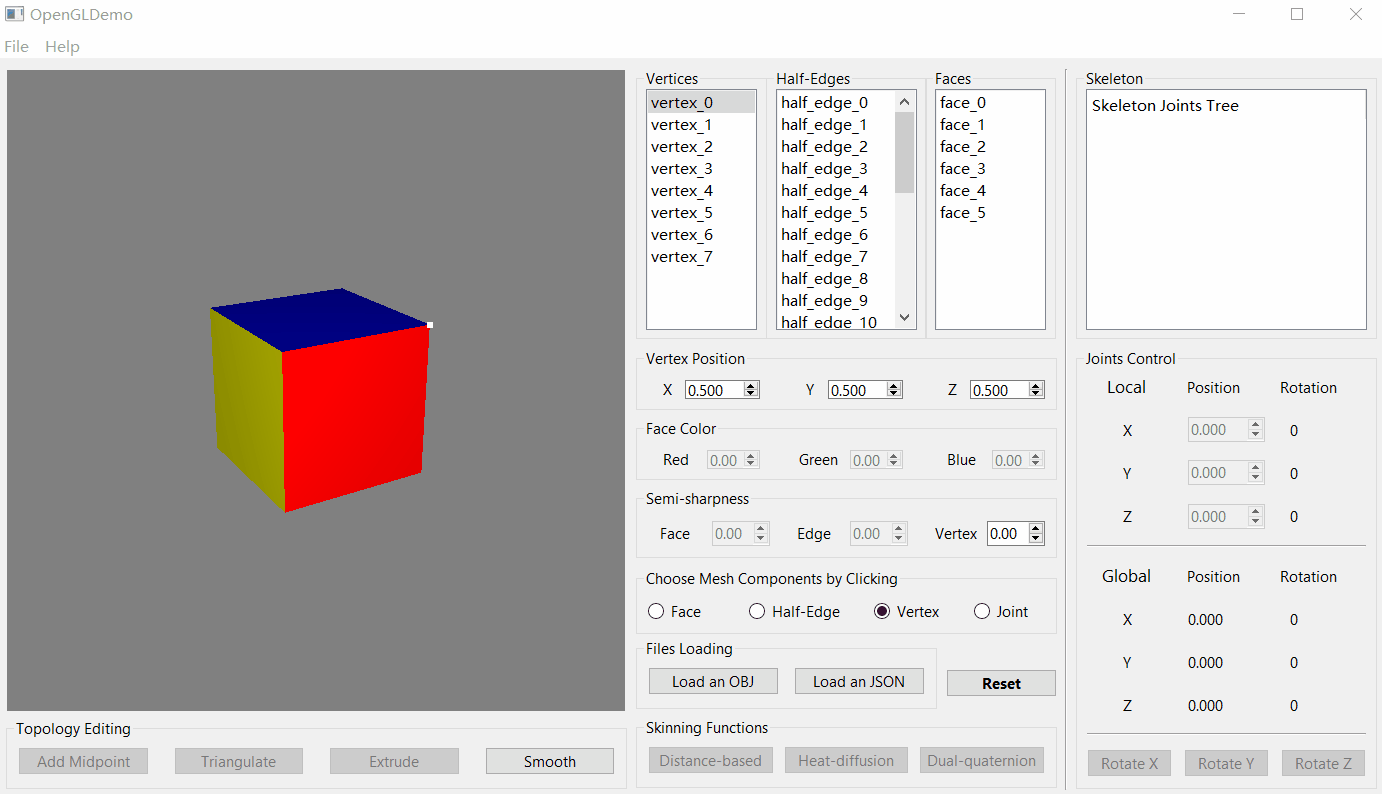 OpenGLDemo
File Help
Vertices
vertex_0
vertex_1
vertex_2
vertex_3
vertex_4
vertex_5
vertex_6
vertex_7
Half-Edges
half_edge_0
half_edge_1
half_edge_2
half_edge_3
half_edge_4
half_edge_5
half_edge_6
half_edge_7
half_edge_8
half_edge_9
half_edge_10
Faces
face_0
face_1
face_2
face_3
face_4
face_5
Vertex Position
X 0.500 Y 0.500 Z 0.500
Face Color
Red 0.00 Green 0.00 Blue 0.00
Semi-sharpness
Face 0.00 Edge 0.00 Vertex 0.00
Choose Mesh Components by Clicking
Face Half-Edge Vertex Joint
Files Loading
Load an OBJ Load an JSON Reset
Topology Editing
Add Midpoint Triangulate Extrude Smooth
Skinning Functions
Distance-based Heat-diffusion Dual-quaternion
Skeleton
Skeleton Joints Tree
Joints Control
Local Position Rotation
X 0.000 0
Y 0.000 0
Z 0.000 0
Global Position Rotation
X 0.000 0
Y 0.000 0
Z 0.000 0
Rotate X Rotate Y Rotate Z